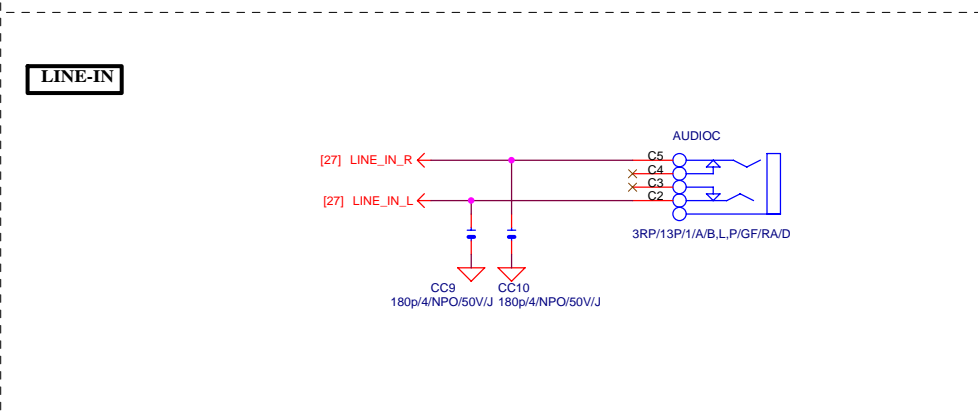 LINE-IN
AUDIOC
[27] LINE_IN_R
C5
C4
C3
[27] LINE_IN_L
C2
3RP/13P/1/A/B,L,P/GF/RA/D
CC9
CC10
180p/4/NPO/50V/J
180p/4/NPO/50V/J